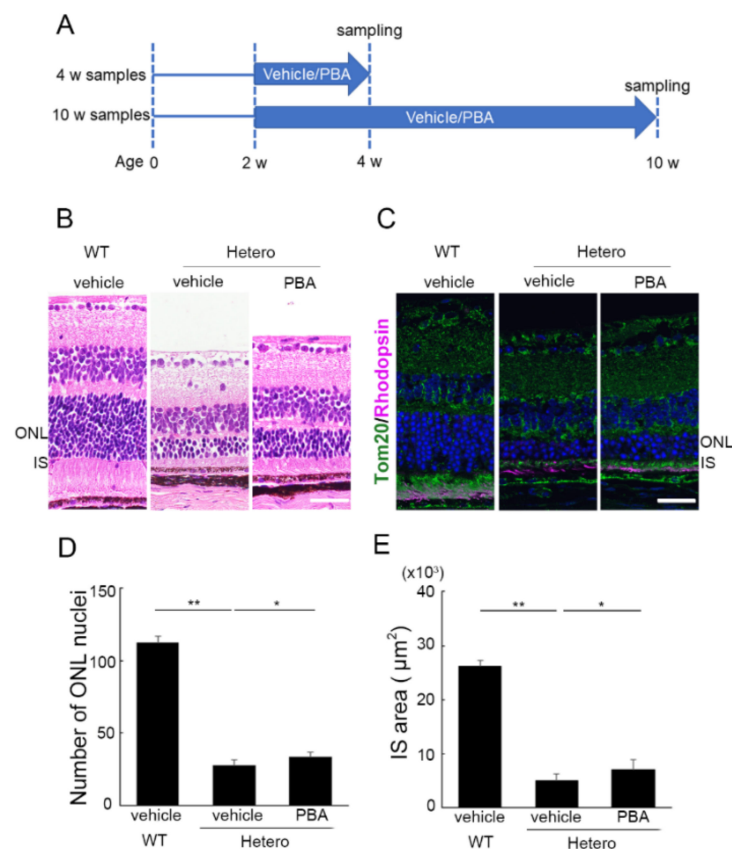 A
sampling
4 w samples
Vehicle/PBA
sampling
10 w samples
Vehicle/PBA
Age 0 2 w 4 w 10 w
B
WT Hetero
vehicle vehicle PBA
ONL
IS
C
WT Hetero
vehicle vehicle PBA
Tom20/Rhodopsin
ONL
IS
D
Number of ONL nuclei
150
100
50
0
** *
vehicle vehicle PBA
WT Hetero
E
(x10³)
IS area ( μm²)
40
30
20
10
0
** *
vehicle vehicle PBA
WT Hetero